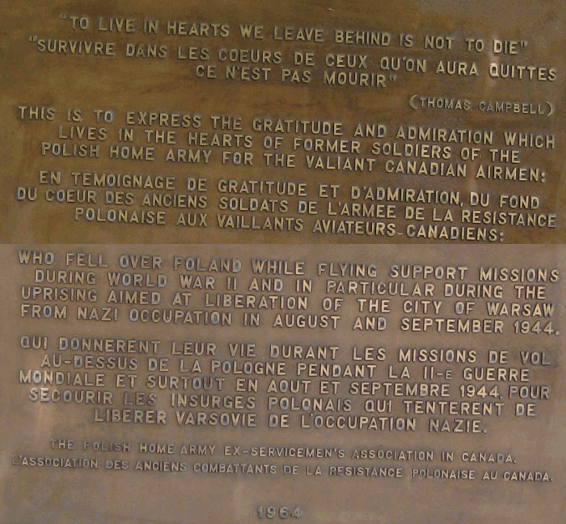 "TO LIVE IN HEARTS WE LEAVE BEHIND IS NOT TO DIE"
"SURVIVRE DANS LES COEURS DE CEUX QU'ON AURA QUITTES
CE N'EST PAS MOURIR"
(THOMAS CAMPBELL)
THIS IS TO EXPRESS THE GRATITUDE AND ADMIRATION WHICH
LIVES IN THE HEARTS OF FORMER SOLDIERS OF THE
POLISH HOME ARMY FOR THE VALIANT CANADIAN AIRMEN:
EN TEMOIGNAGE DE GRATITUDE ET D'ADMIRATION, DU FOND
DU COEUR DES ANCIENS SOLDATS DE L'ARMEE DE LA RESISTANCE
POLONAISE AUX VAILLANTS AVIATEURS-CANADIENS:
WHO FELL OVER POLAND WHILE FLYING SUPPORT MISSIONS
DURING WORLD WAR II AND IN PARTICULAR DURING THE
UPRISING AIMED AT LIBERATION OF THE CITY OF WARSAW
FROM NAZI OCCUPATION IN AUGUST AND SEPTEMBER 1944.
QUI DONNERENT LEUR VIE DURANT LES MISSIONS DE VOL
AU-DESSUS DE LA POLOGNE PENDANT LA II-E GUERRE
MONDIALE ET SURTOUT EN AOUT ET SEPTEMBRE 1944, POUR
SECOURIR LES INSURGES POLONAIS QUI TENTERENT DE
LIBERER VARSOVIE DE L'OCCUPATION NAZIE.
THE POLISH HOME ARMY EX-SERVICEMEN'S ASSOCIATION IN CANADA.
L'ASSOCIATION DES ANCIENS COMBATTANTS DE LA RESISTANCE POLONAISE AU CANADA.
1964